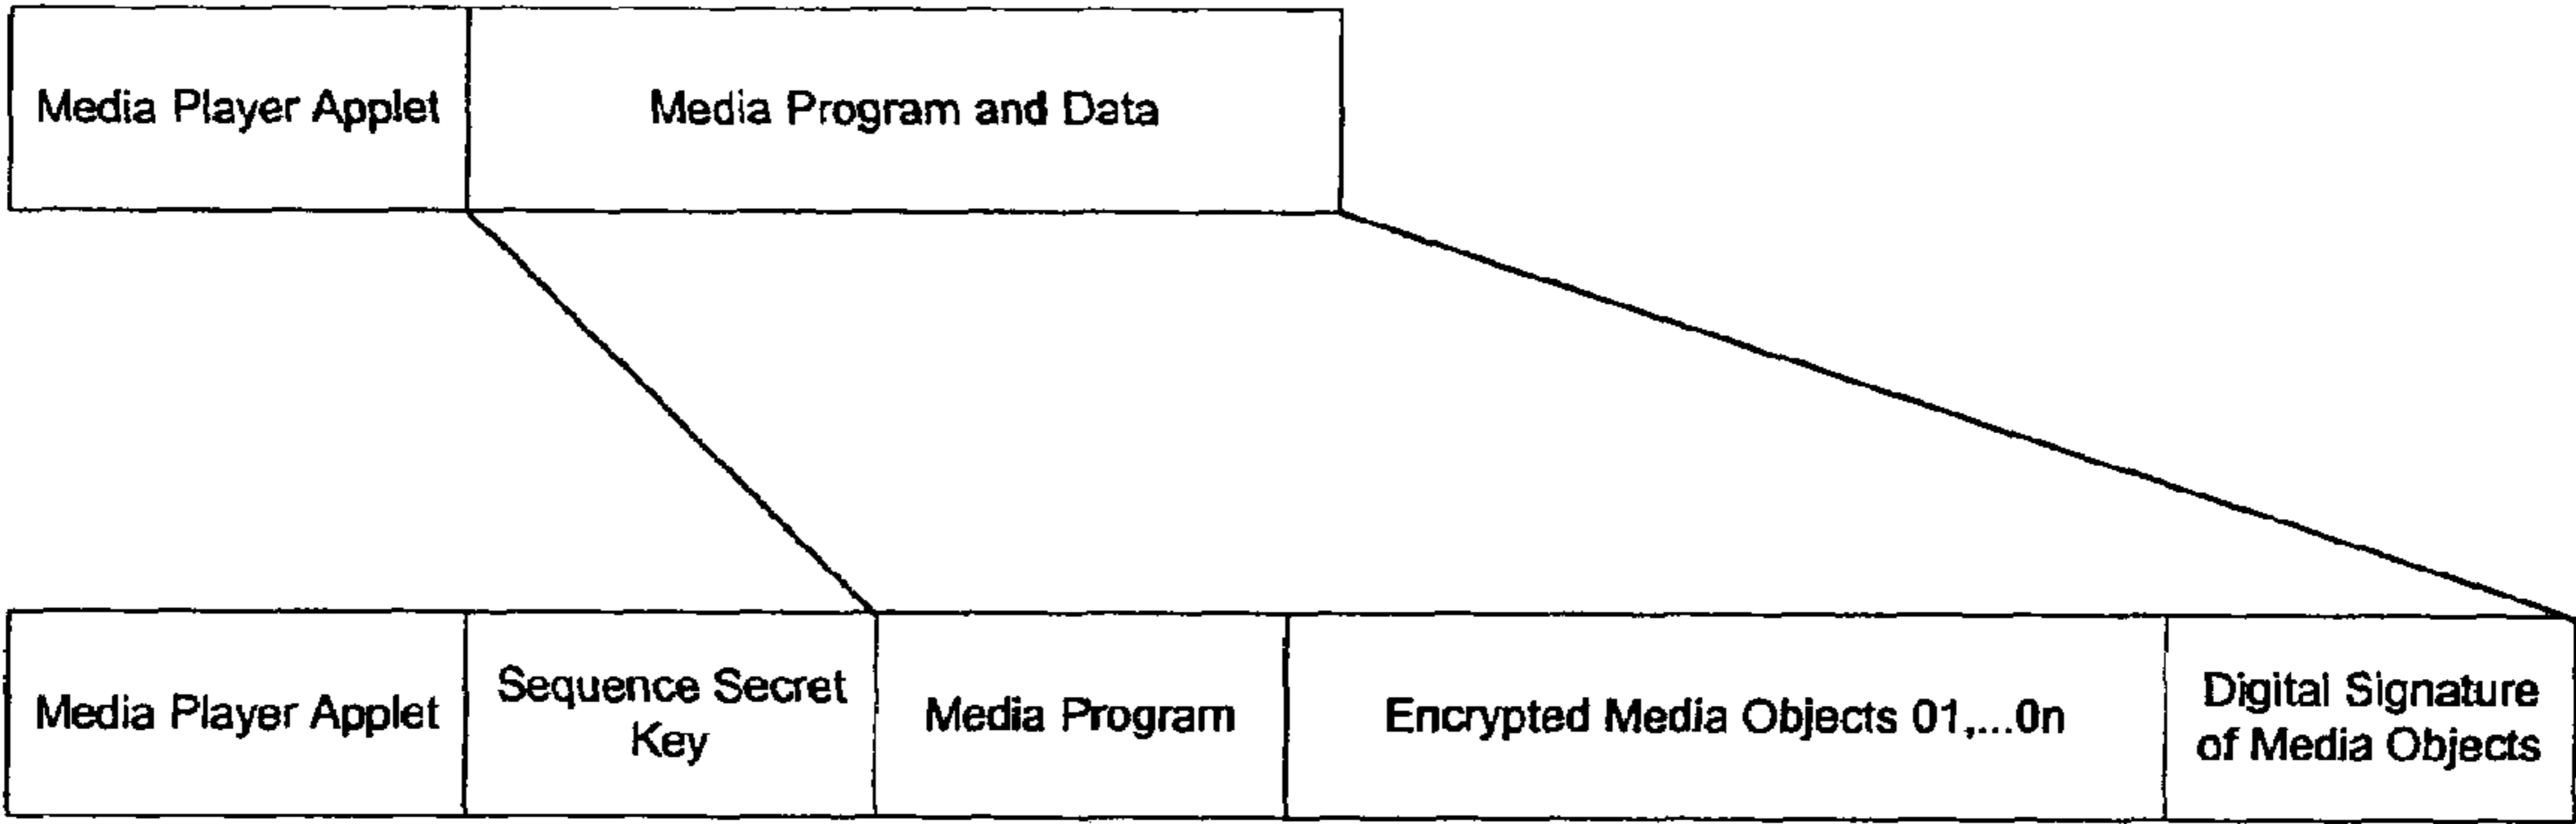 Media Player Applet
Media Program and Data
Media Player Applet
Sequence Secret
Key
Media Program
Encrypted Media Objects 01,...0n
Digital Signature
of Media Objects